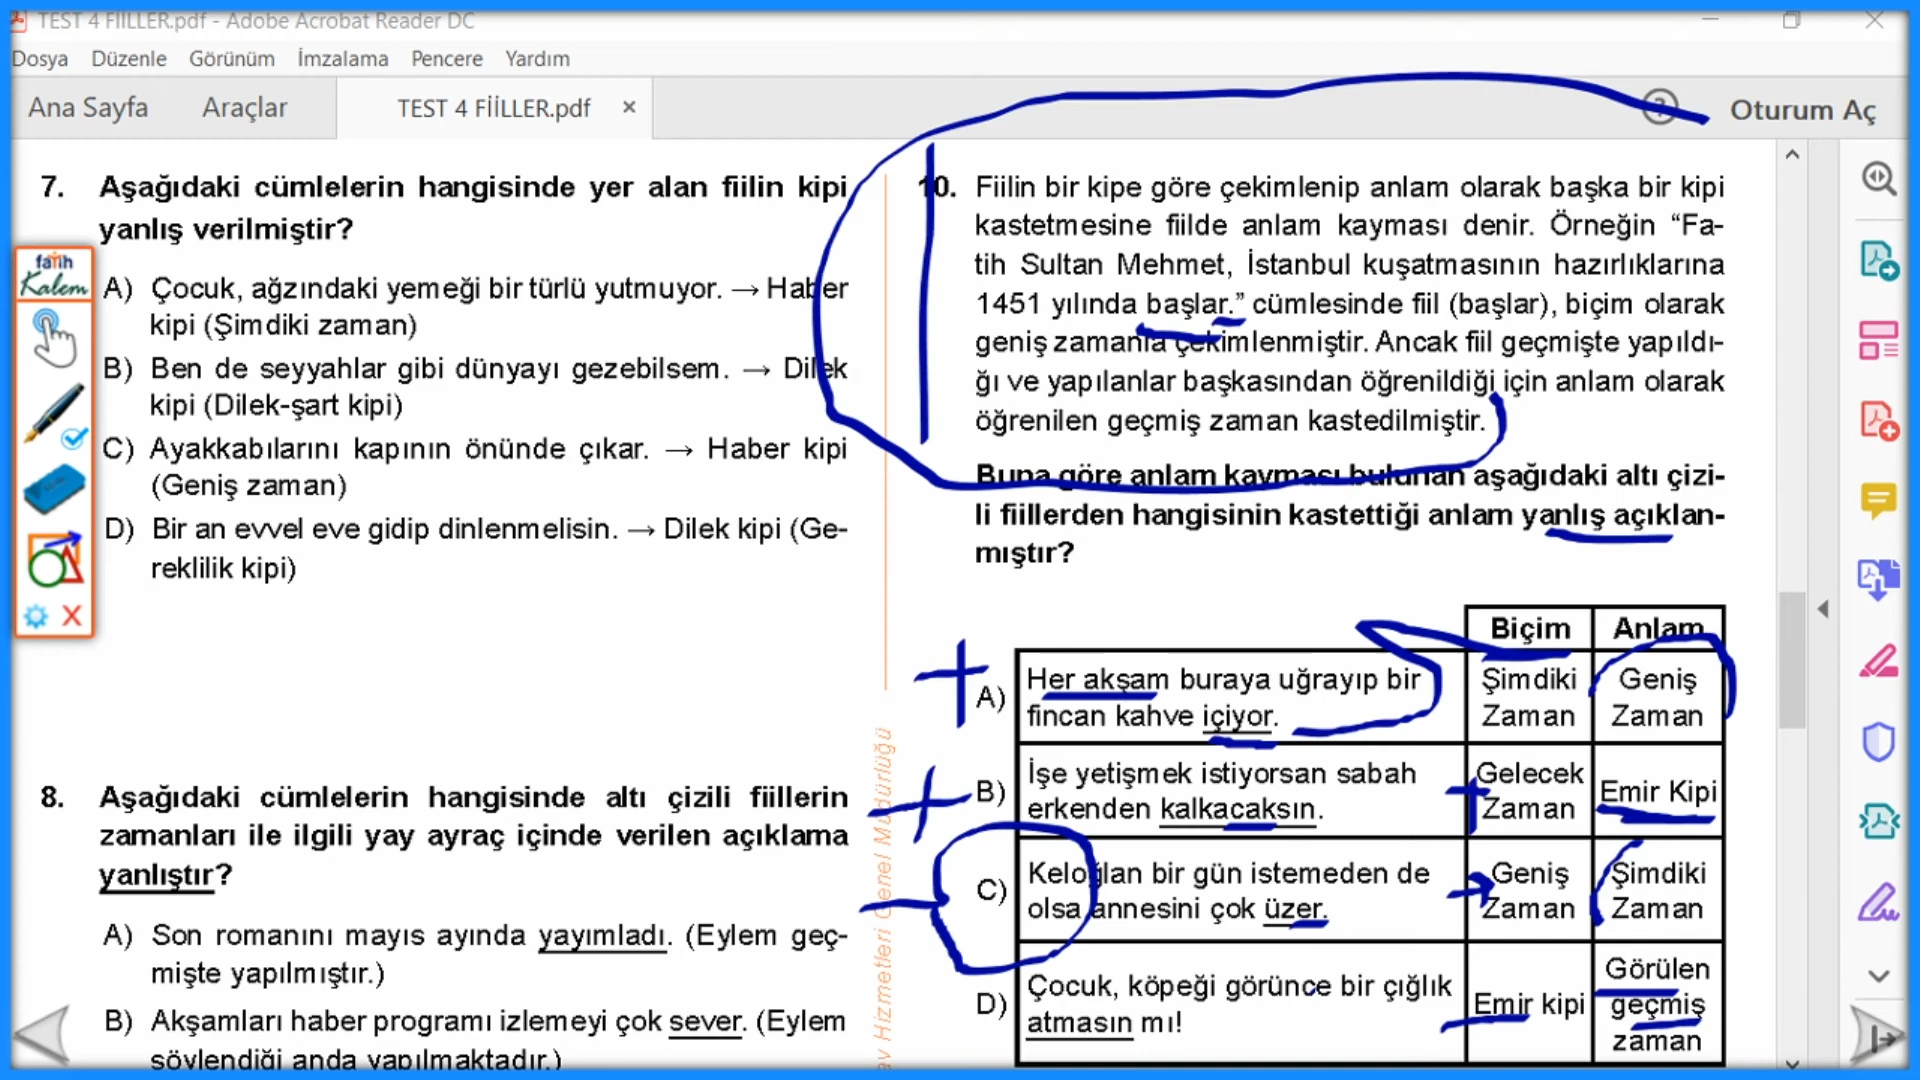 TEST 4 FİİLLER.pdf - Adobe Acrobat Reader DC
Dosya Düzenle Görünüm İmzalama Pencere Yardım
Ana Sayfa Araçlar TEST 4 FİİLLER.pdf × Oturum Aç
fatih
Kalem
7. Aşağıdaki cümlelerin hangisinde yer alan fiilin kipi
yanlış verilmiştir?
A) Çocuk, ağzındaki yemeği bir türlü yutmuyor. → Haber
kipi (Şimdiki zaman)
B) Ben de seyyahlar gibi dünyayı gezebilsem. → Dilek
kipi (Dilek-şart kipi)
C) Ayakkabılarını kapının önünde çıkar. → Haber kipi
(Geniş zaman)
D) Bir an evvel eve gidip dinlenmelisin. → Dilek kipi (Ge-
reklilik kipi)
8. Aşağıdaki cümlelerin hangisinde altı çizili fiillerin
zamanları ile ilgili yay ayraç içinde verilen açıklama
yanlıştır?
A) Son romanını mayıs ayında yayımladı. (Eylem geç-
mişte yapılmıştır.)
B) Akşamları haber programı izlemeyi çok sever. (Eylem
söylendiği anda yapılmaktadır.)
av Hizmetleri Genel Müdürlüğü
10. Fiilin bir kipe göre çekimlenip anlam olarak başka bir kipi
kastetmesine fiilde anlam kayması denir. Örneğin “Fa-
tih Sultan Mehmet, İstanbul kuşatmasının hazırlıklarına
1451 yılında başlar.” cümlesinde fiil (başlar), biçim olarak
geniş zamanla çekimlenmiştir. Ancak fiil geçmişte yapıldı-
ğı ve yapılanlar başkasından öğrenildiği için anlam olarak
öğrenilen geçmiş zaman kastedilmiştir.
Buna göre anlam kayması bulunan aşağıdaki altı çizi-
li fiillerden hangisinin kastettiği anlam yanlış açıklan-
mıştır?
Biçim Anlam
A) Her akşam buraya uğrayıp bir
fincan kahve içiyor.
Şimdiki
Zaman
Geniş
Zaman
B) İşe yetişmek istiyorsan sabah
erkenden kalkacaksın.
Gelecek
Zaman
Emir Kipi
C) Keloğlan bir gün istemeden de
olsa annesini çok üzer.
Geniş
Zaman
Şimdiki
Zaman
D) Çocuk, köpeği görünce bir çığlık
atmasın mı!
Emir kipi
Görülen
geçmiş
zaman